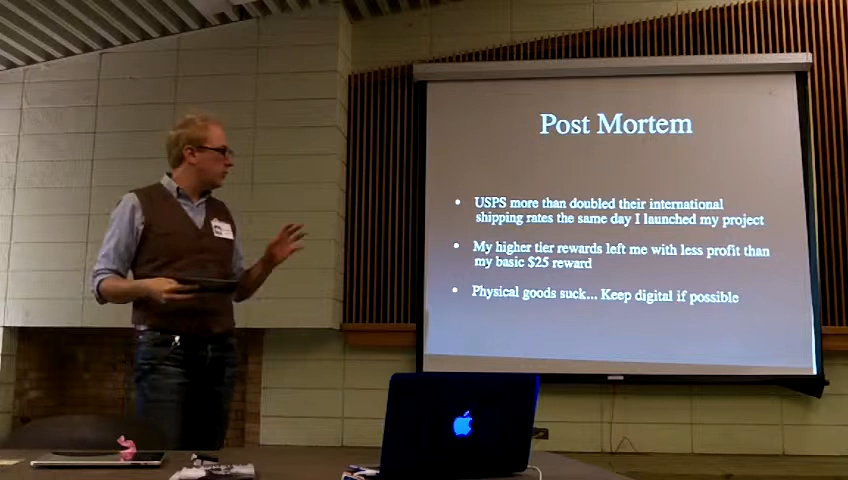 Post Mortem
• USPS more than doubled their international
shipping rates the same day I launched my project
• My higher tier rewards left me with less profit than
my basic $25 reward
• Physical goods suck... Keep digital if possible